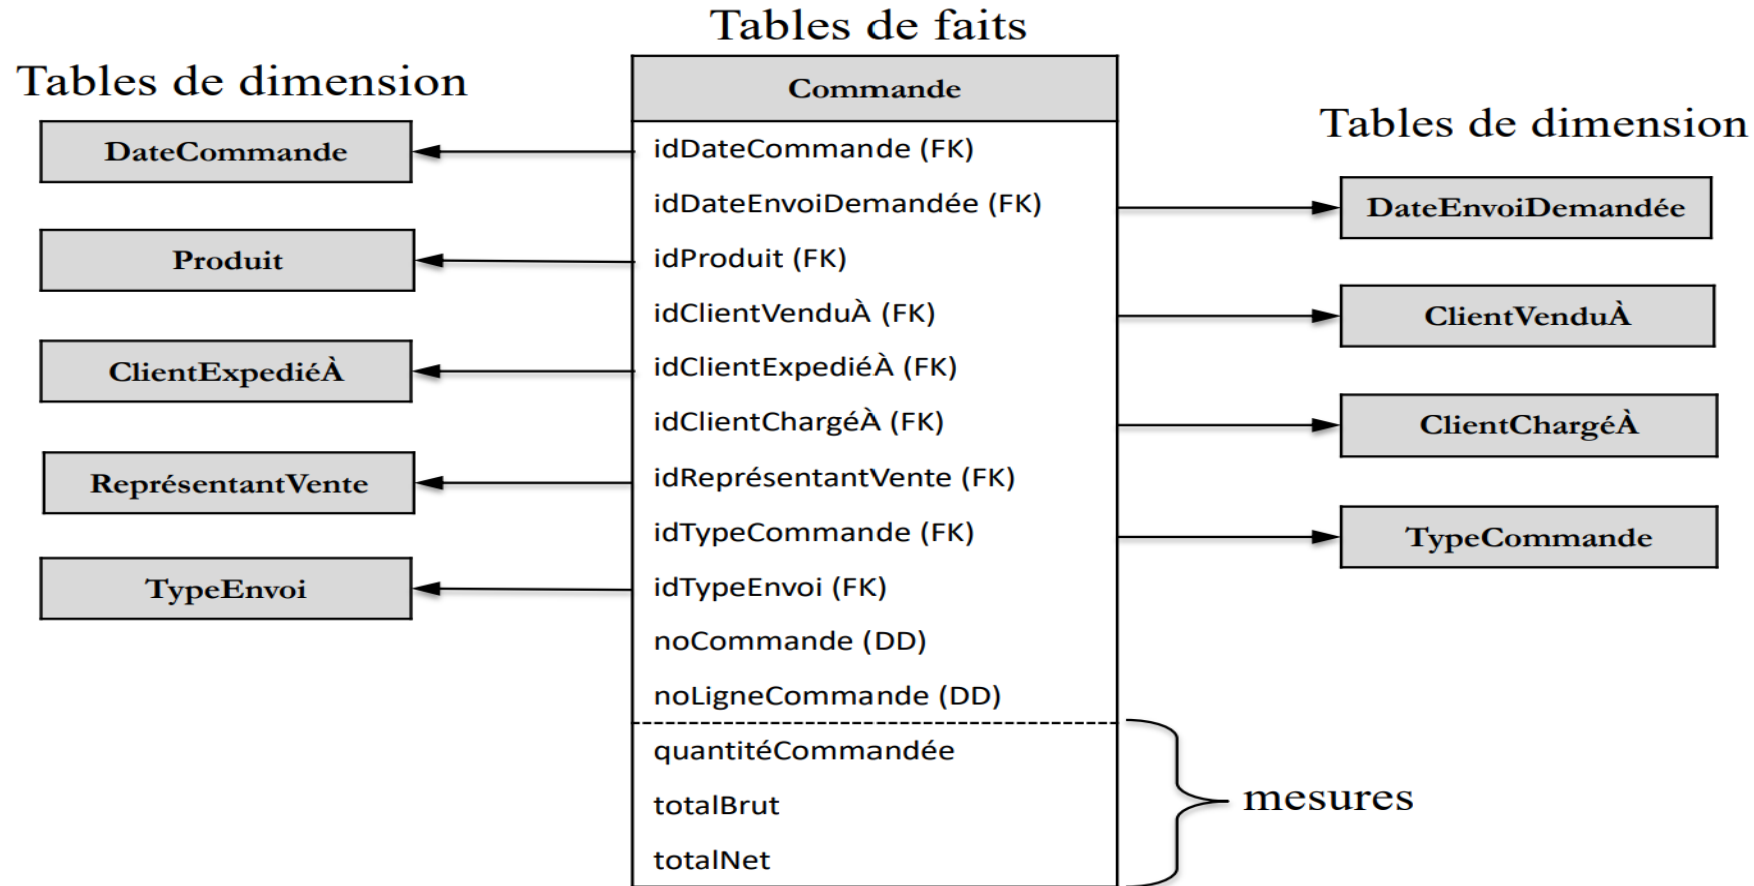 Tables de faits
Tables de dimension
DateCommande
Produit
ClientExpediéÀ
ReprésentantVente
TypeEnvoi
Commande
idDateCommande (FK)
idDateEnvoiDemandée (FK)
idProduit (FK)
idClientVenduÀ (FK)
idClientExpediéÀ (FK)
idClientChargéÀ (FK)
idReprésentantVente (FK)
idTypeCommande (FK)
idTypeEnvoi (FK)
noCommande (DD)
noLigneCommande (DD)
quantitéCommandée
totalBrut
totalNet
Tables de dimension
DateEnvoiDemandée
ClientVenduÀ
ClientChargéÀ
TypeCommande
mesures